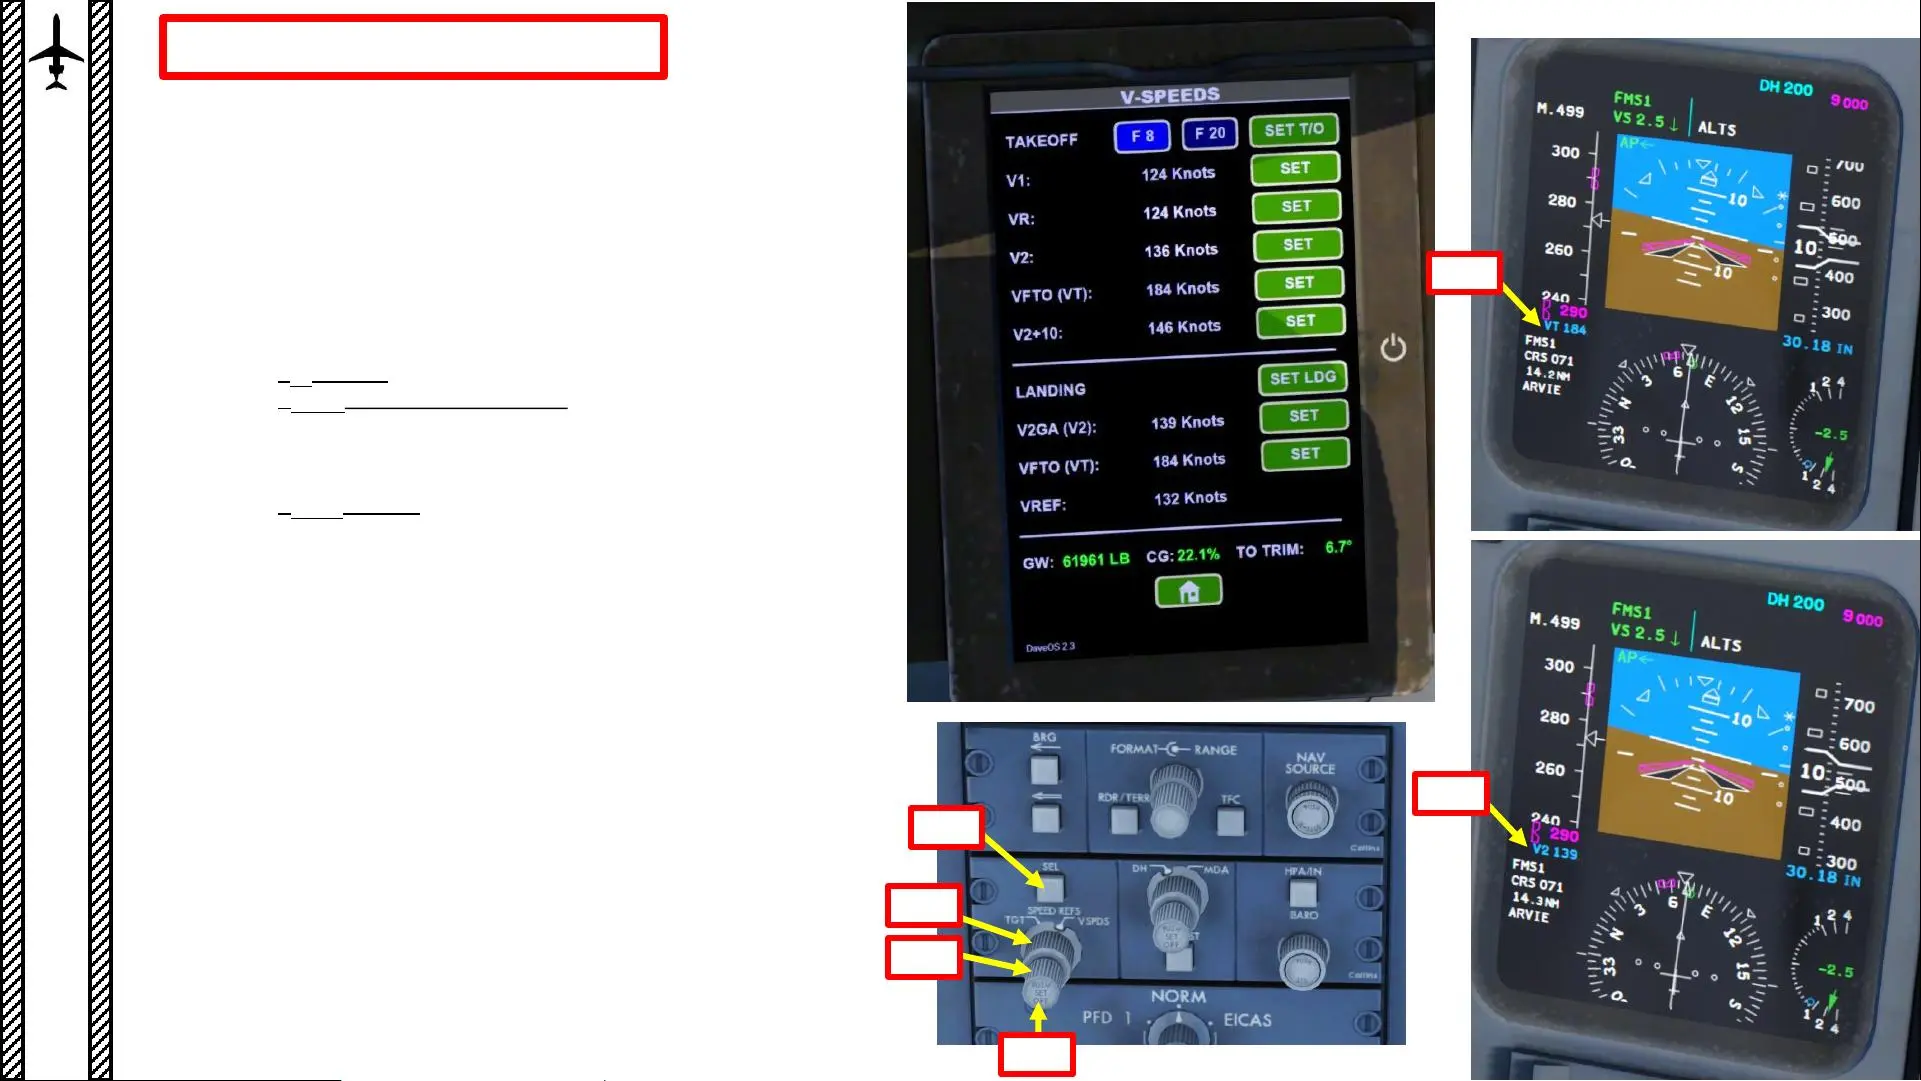 V-SPEEDS
TAKEOFF F 8 F 20 SET T/O
V1: 124 Knots SET
VR: 124 Knots SET
V2: 136 Knots SET
VFTO (VT): 184 Knots SET
V2+10: 146 Knots SET
LANDING SET LDG
V2GA (V2): 139 Knots SET
VFTO (VT): 184 Knots SET
VREF: 132 Knots
GW: 61961 LB CG: 22.1% TO TRIM: 6.7°
DaveOS 2.3
BRG
FORMAT RANGE
NAV
SOURCE
RDR/TERR TFC
Collins
SEL
DH MDA
HPA/IN
SPEED REFS
TGT VSPDS
BARO
PUSH
SET
OFF
ST
Collins
NORM
PFD 1 EICAS
DH 200 9000
M.499 FMS1
VS 2.5 ↓ ALTS
AP←
300
280
260
240
10
10
700
600
500
10
400
300
290
VT 184
30.18 IN
FMS1
CRS 071
14.2NM
ARVIE
33 N 3 6 E 12 15 S
1 2 4
-2.5
1 2 4
DH 200 9000
M.499 FMS1
VS 2.5 ↓ ALTS
AP←
300
280
260
240
10
10
700
600
10 500
400
300
290
V2 139
30.18 IN
FMS1
CRS 071
14.3NM
ARVIE
33 N 3 6 E 12 15 S
1 2 4
-2.5
1 2 4